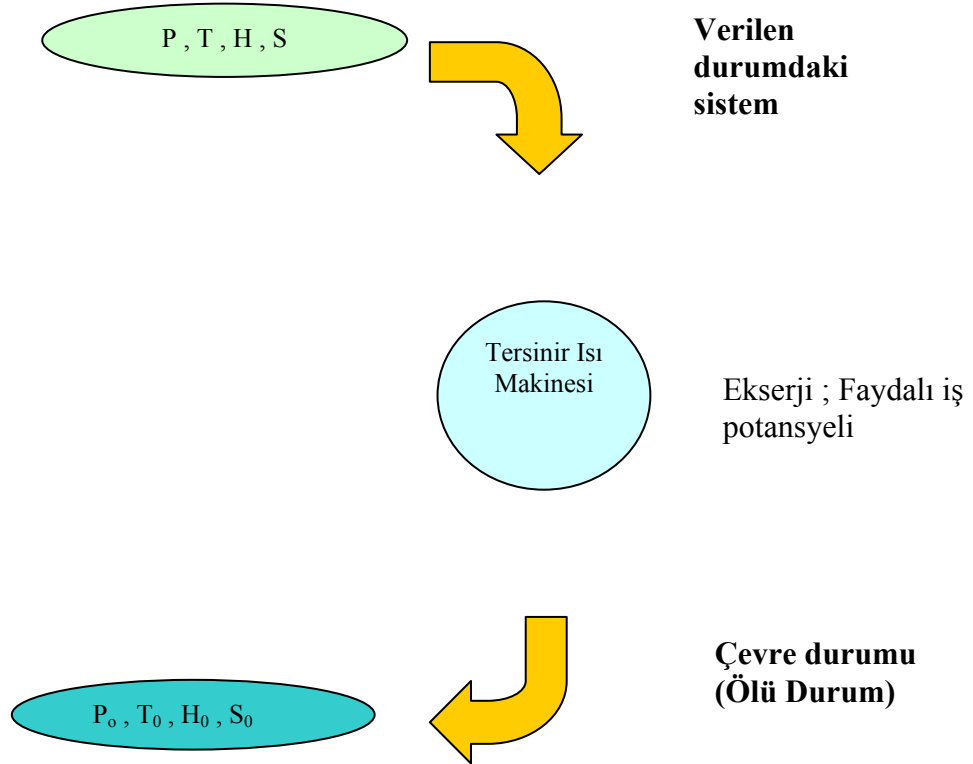 P , T , H , S
Verilen
durumdaki
sistem
Tersinir Isı
Makinesi
Ekserji ; Faydalı iş
potansyeli
Çevre durumu
(Ölü Durum)
Pₒ , T₀ , H₀ , S₀